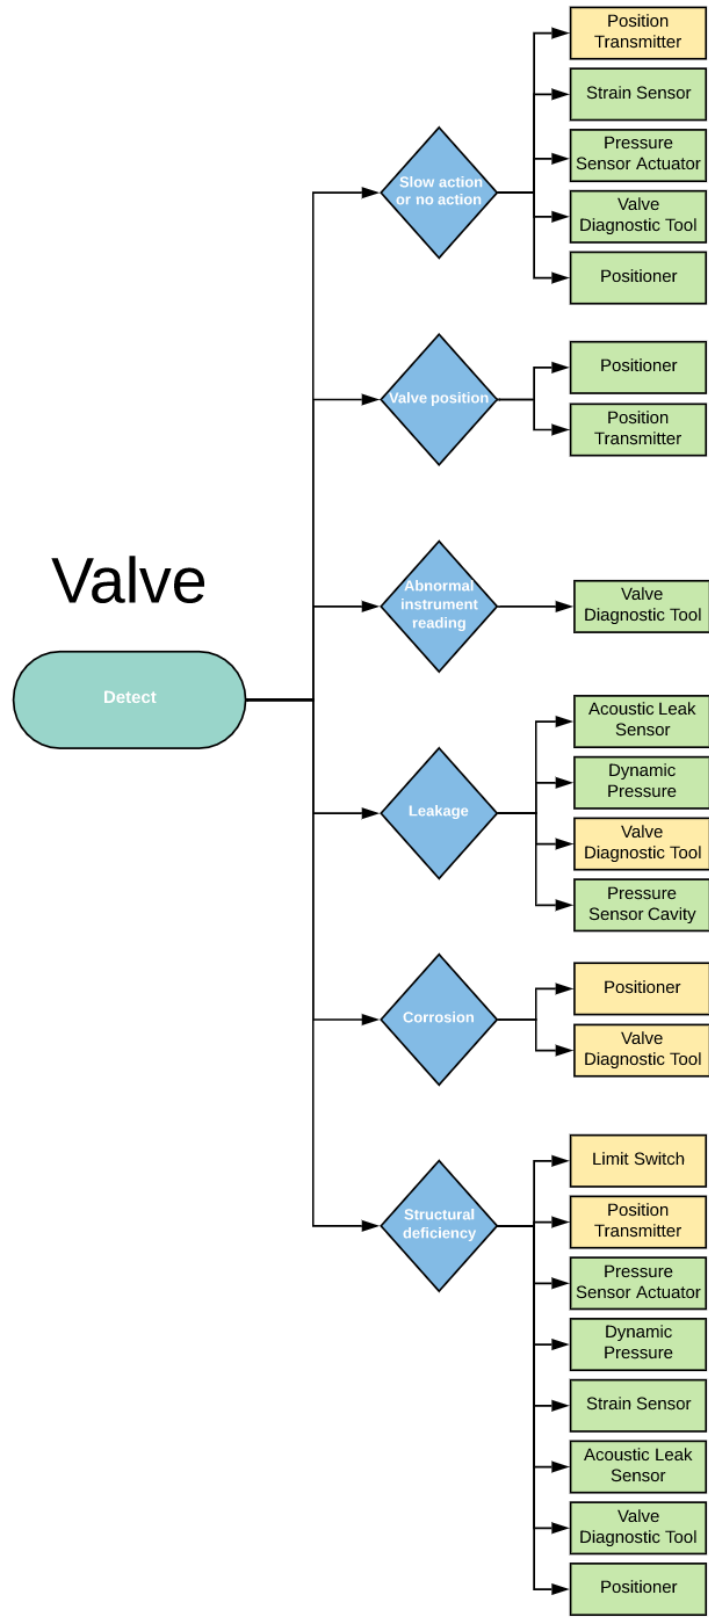 Valve
Detect
Slow action
or no action
Position
Transmitter
Strain Sensor
Pressure
Sensor Actuator
Valve
Diagnostic Tool
Positioner
Valve position
Positioner
Position
Transmitter
Abnormal
instrument
reading
Valve
Diagnostic Tool
Leakage
Acoustic Leak
Sensor
Dynamic
Pressure
Valve
Diagnostic Tool
Pressure
Sensor Cavity
Corrosion
Positioner
Valve
Diagnostic Tool
Structural
deficiency
Limit Switch
Position
Transmitter
Pressure
Sensor Actuator
Dynamic
Pressure
Strain Sensor
Acoustic Leak
Sensor
Valve
Diagnostic Tool
Positioner